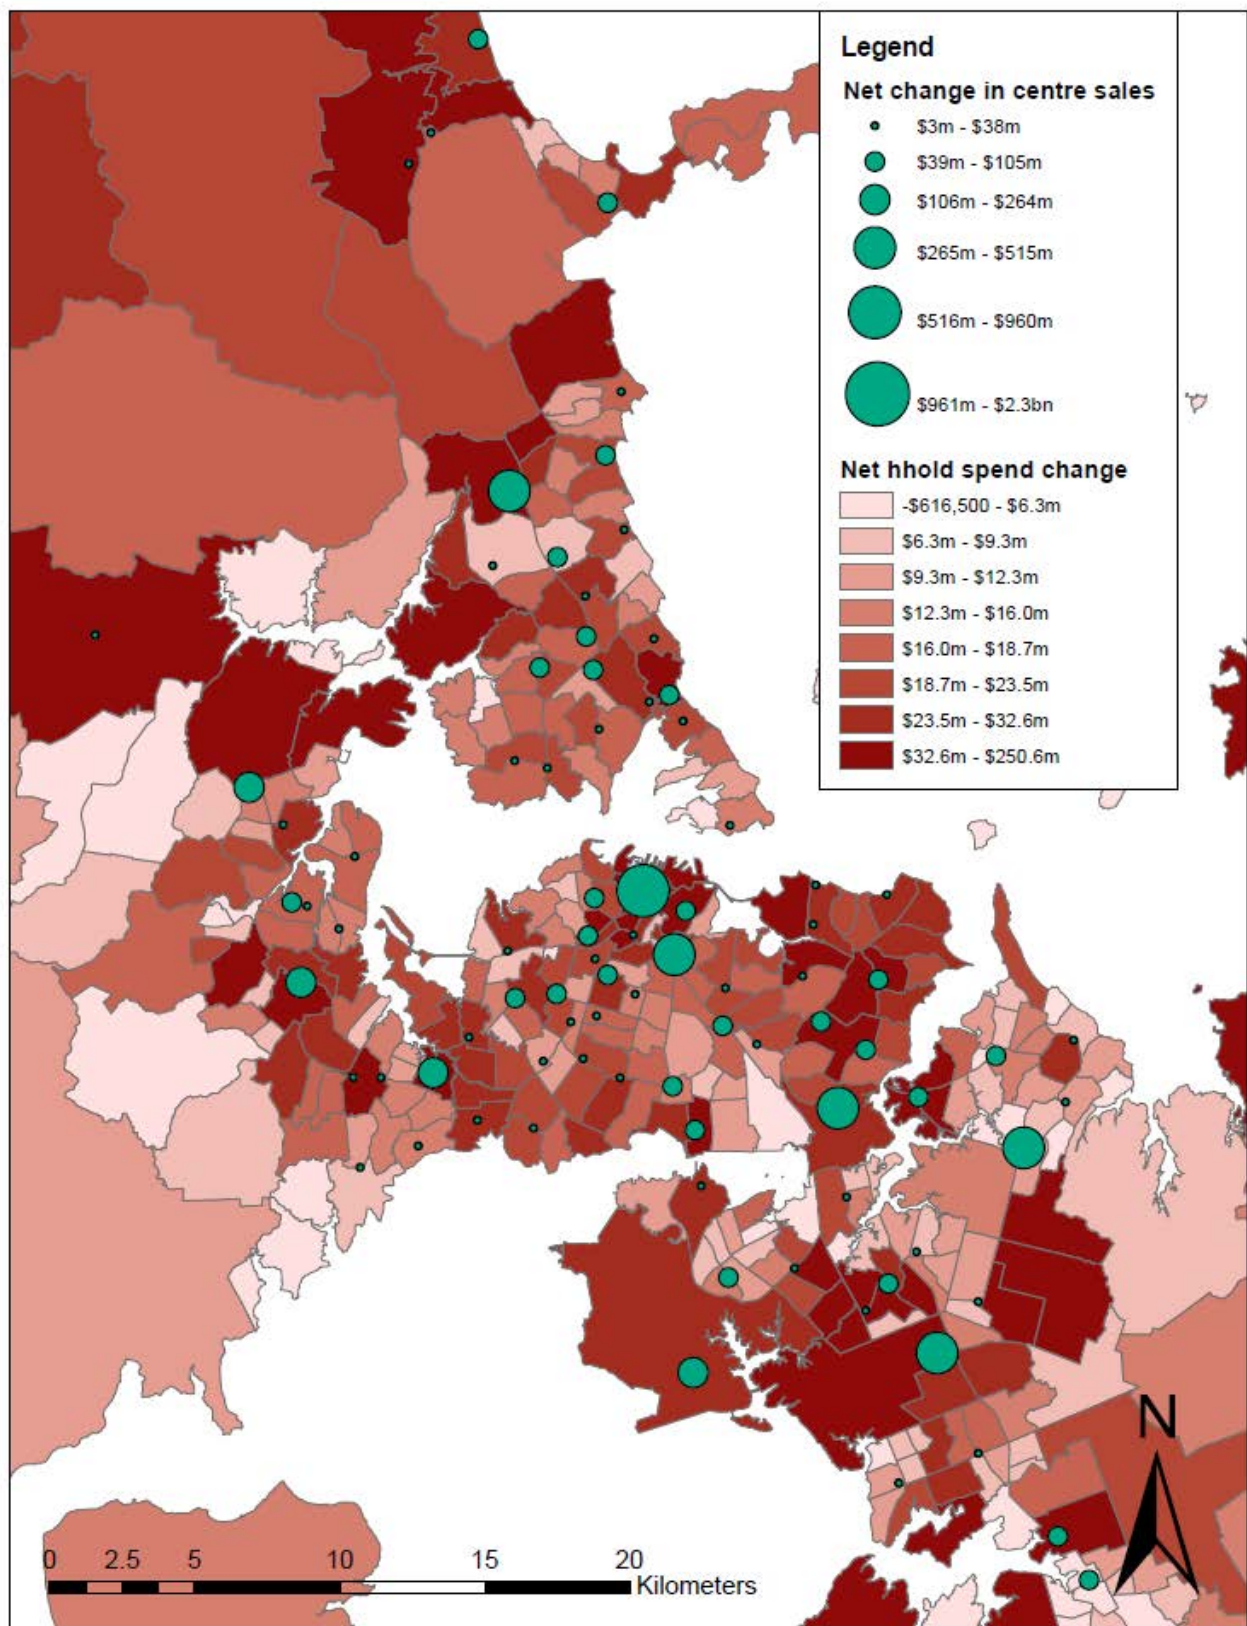 Legend
Net change in centre sales
$3m - $38m
$39m - $105m
$106m - $264m
$265m - $515m
$516m - $960m
$961m - $2.3bn
Net hhold spend change
-$616,500 - $6.3m
$6.3m - $9.3m
$9.3m - $12.3m
$12.3m - $16.0m
$16.0m - $18.7m
$18.7m - $23.5m
$23.5m - $32.6m
$32.6m - $250.6m
N
0 2.5 5 10 15 20
Kilometers